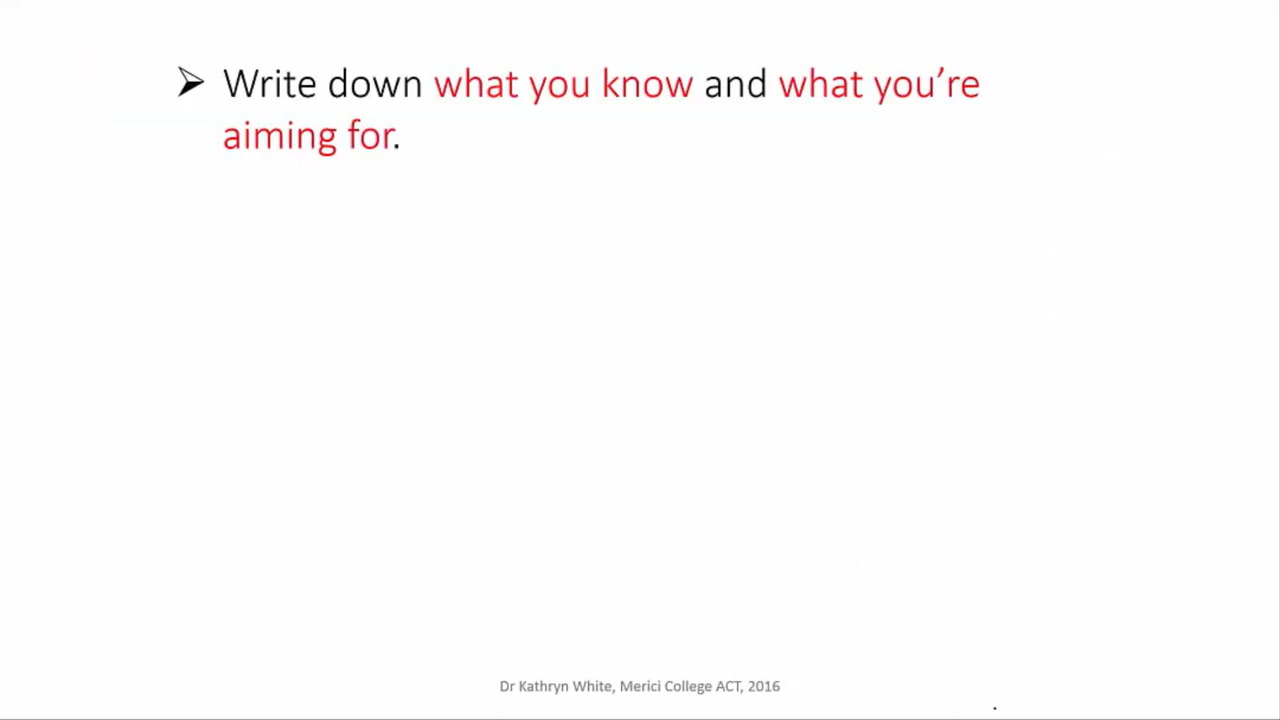 ➢ Write down what you know and what you’re
aiming for.
Dr Kathryn White, Merici College ACT, 2016
.